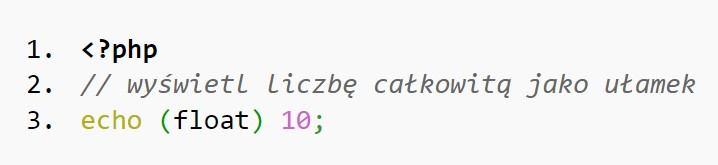 1. <?php
2. // wyświetl liczbę całkowitą jako ułamek
3. echo (float) 10;